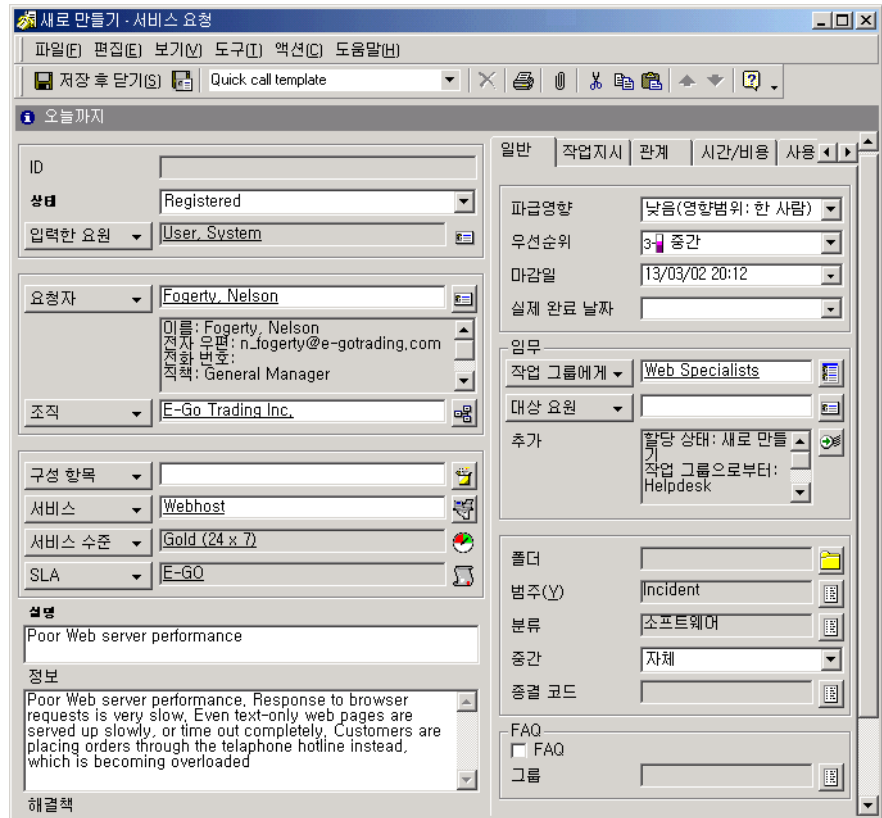 새로 만들기 - 서비스 요청
파일(F) 편집(E) 보기(V) 도구(T) 액션(C) 도움말(H)
저장 후 닫기(S) Quick call template
오늘까지
ID
상태 Registered
입력한 요원 User, System
요청자 Fogerty, Nelson
이름: Fogerty, Nelson
전자 우편: n_fogerty@e-gotrading.com
전화 번호:
직책: General Manager
조직 E-Go Trading Inc.
구성 항목
서비스 Webhost
서비스 수준 Gold (24 x 7)
SLA E-GO
설명
Poor Web server performance
정보
Poor Web server performance. Response to browser
requests is very slow. Even text-only web pages are
served up slowly, or time out completely. Customers are
placing orders through the telaphone hotline instead,
which is becoming overloaded
해결책
일반 작업지시 관계 시간/비용 사용
파급영향 낮음(영향범위: 한 사람)
우선순위 3- 중간
마감일 13/03/02 20:12
실제 완료 날짜
임무
작업 그룹에게 Web Specialists
대상 요원
추가 할당 상태: 새로 만들
기
작업 그룹으로부터:
Helpdesk
폴더
범주(Y) Incident
분류 소프트웨어
중간 자체
종결 코드
FAQ
FAQ
그룹